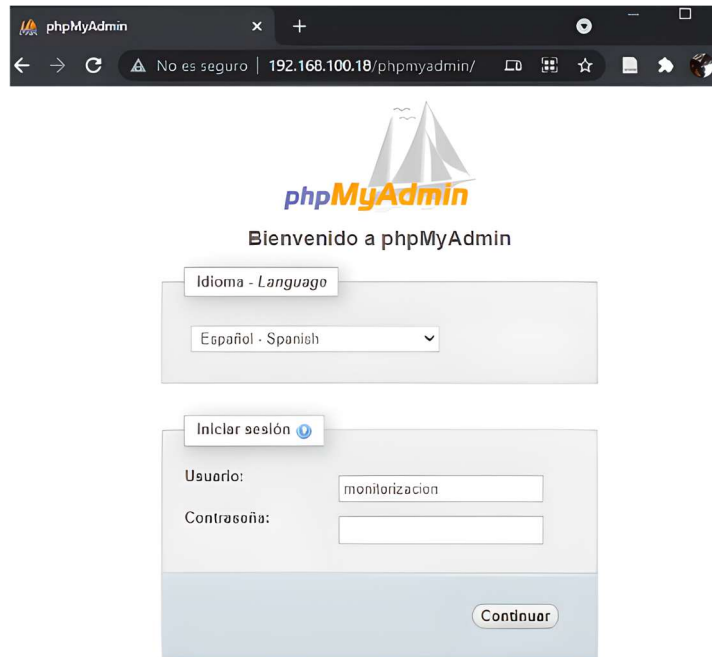 phpMyAdmin
No es seguro | 192.168.100.18/phpmyadmin/
phpMyAdmin
Bienvenido a phpMyAdmin
Idioma - Language
Español - Spanish
Iniciar sesión
Usuario:
monitorizacion
Contraseña:
Continuar